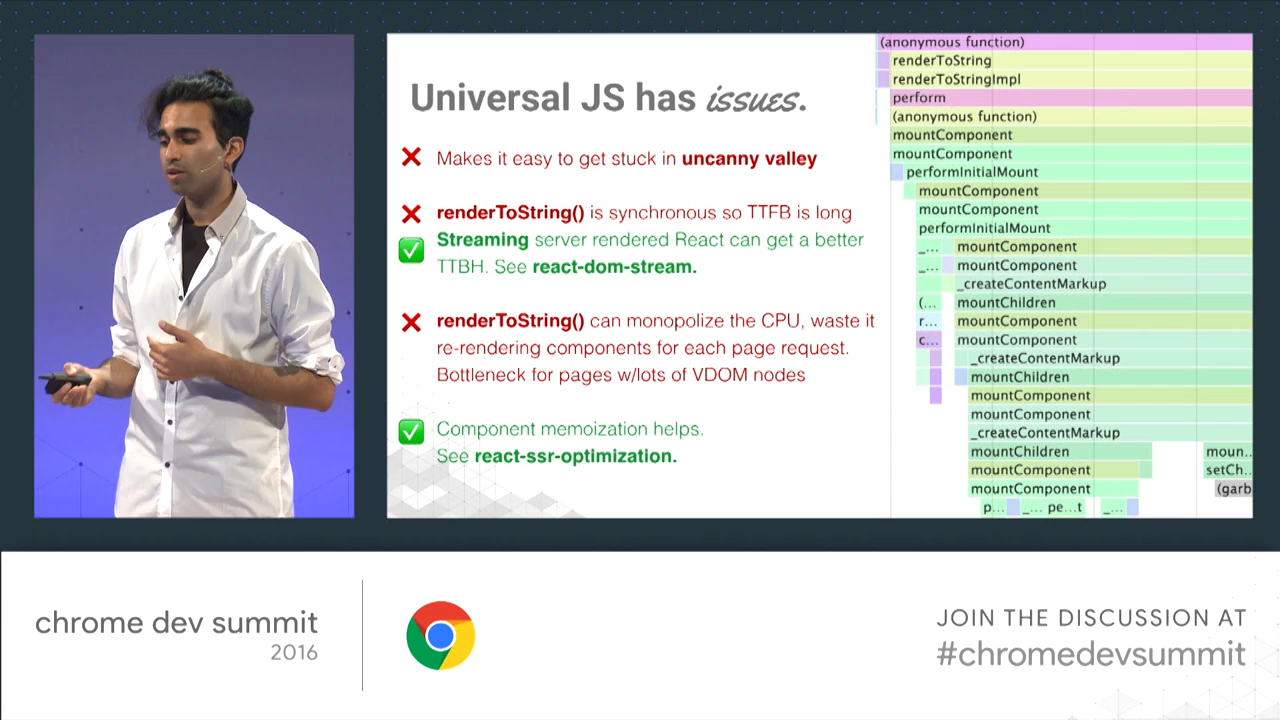 Universal JS has issues.
Makes it easy to get stuck in uncanny valley
renderToString() is synchronous so TTFB is long
Streaming server rendered React can get a better
TTBH. See react-dom-stream.
renderToString() can monopolize the CPU, waste it
re-rendering components for each page request.
Bottleneck for pages w/lots of VDOM nodes
Component memoization helps.
See react-ssr-optimization.
(anonymous function)
renderToString
renderToStringImpl
perform
(anonymous function)
mountComponent
mountComponent
performInitialMount
mountComponent
mountComponent
performInitialMount
_... mountComponent
_... mountComponent
_createContentMarkup
(... mountChildren
r... mountComponent
c... mountComponent
_createContentMarkup
mountChildren
mountComponent
mountComponent
_createContentMarkup
mountChildren moun...
mountComponent setCh...
mountComponent (garb
p... _... pe...t _...
chrome dev summit
2016
JOIN THE DISCUSSION AT
#chromedevsummit